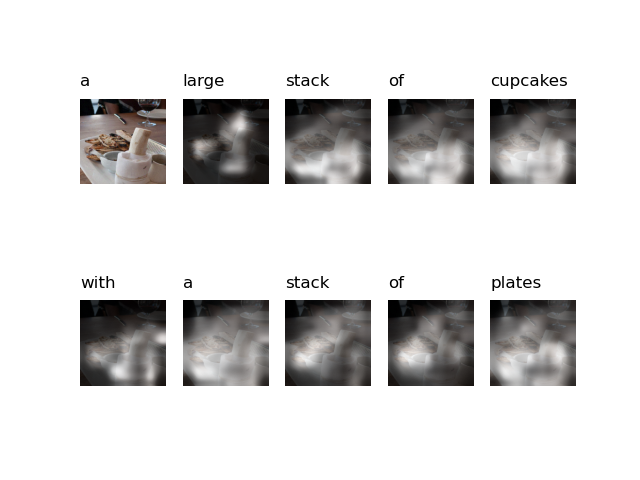 a large stack of cupcakes
with a stack of plates